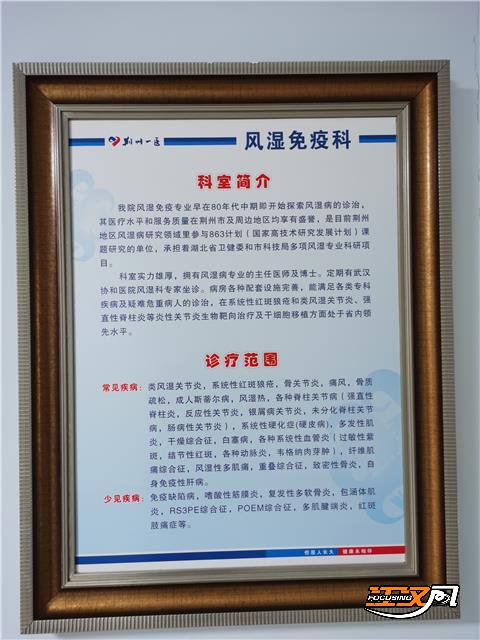 荆州一医
风湿免疫科
科室简介
我院风湿免疫专业早在80年代中期即开始探索风湿病的诊治，
其医疗水平和服务质量在荆州市及周边地区均享有盛誉，是目前荆州
地区风湿病研究领域里参与863计划（国家高技术研究发展计划）课
题研究的单位，承担着湖北省卫健委和市科技局多项风湿专业科研项
目。
科室实力雄厚，拥有风湿病专业的主任医师及博士。定期有武汉
协和医院风湿科专家坐诊。病房各种配套设施完善，能满足各类专科
疾病及疑难危重病人的诊治，在系统性红斑狼疮和类风湿关节炎、强
直性脊柱炎等炎性关节炎生物靶向治疗及干细胞移植方面处于省内领
先水平。
诊疗范围
常见疾病：类风湿关节炎，系统性红斑狼疮，骨关节炎，痛风，骨质
疏松，成人斯蒂尔病，风湿热，各种脊柱关节病（强直性
脊柱炎，反应性关节炎，银屑病关节炎，未分化脊柱关节
病，肠病性关节炎），系统性硬化症(硬皮病)，多发性肌
炎，干燥综合征，白塞病，各种系统性血管炎（过敏性紫
斑，结节性红斑，各种动脉炎，韦格纳肉芽肿），纤维肌
痛综合征，风湿性多肌痛，重叠综合征，致密性骨炎，自
身免疫性肝病。
少见疾病：免疫缺陷病，嗜酸性筋膜炎，复发性多软骨炎，包涵体肌
炎，RS3PE综合征，POEM综合征，多肌腱端炎，红斑
肢痛症等。
但愿人长久 健康永相伴
江汉网
FOCUSING